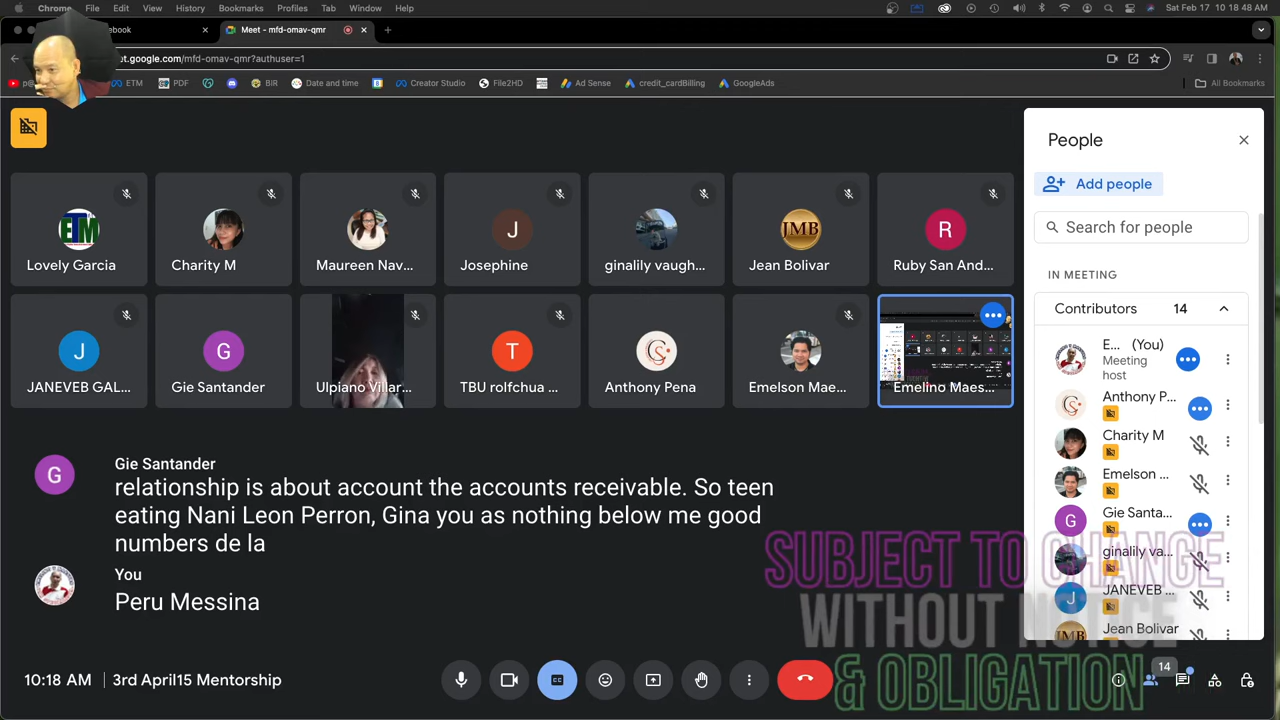 Chrome File Edit View History Bookmarks Profiles Tab Window Help Sat Feb 17 10:18:48 AM
Meet - mfd-omav-qmr
.google.com/mfd-omav-qmr?authuser=1
ETM PDF BIR Date and time Creator Studio File2HD Ad Sense credit_cardBilling GoogleAds All Bookmarks
People
Add people
Search for people
IN MEETING
Contributors 14
E... (You)
Meeting
host
Anthony P...
Charity M
Emelson ...
Gie Santa...
ginalily va...
JANEVEB ...
Jean Bolivar
ETM
Lovely Garcia
Charity M
Maureen Nav...
J
Josephine
ginalily vaugh...
JMB
Jean Bolivar
R
Ruby San And...
J
JANEVEB GAL...
G
Gie Santander
Ulpiano Villar...
T
TBU rolfchua ...
Anthony Pena
Emelson Mae...
Emelino Maes...
G
Gie Santander
relationship is about account the accounts receivable. So teen
eating Nani Leon Perron, Gina you as nothing below me good
numbers de la
You
Peru Messina
SUBJECT TO CHANGE
WITHOUT NOTICE
& OBLIGATION
10:18 AM | 3rd April15 Mentorship
CC
14